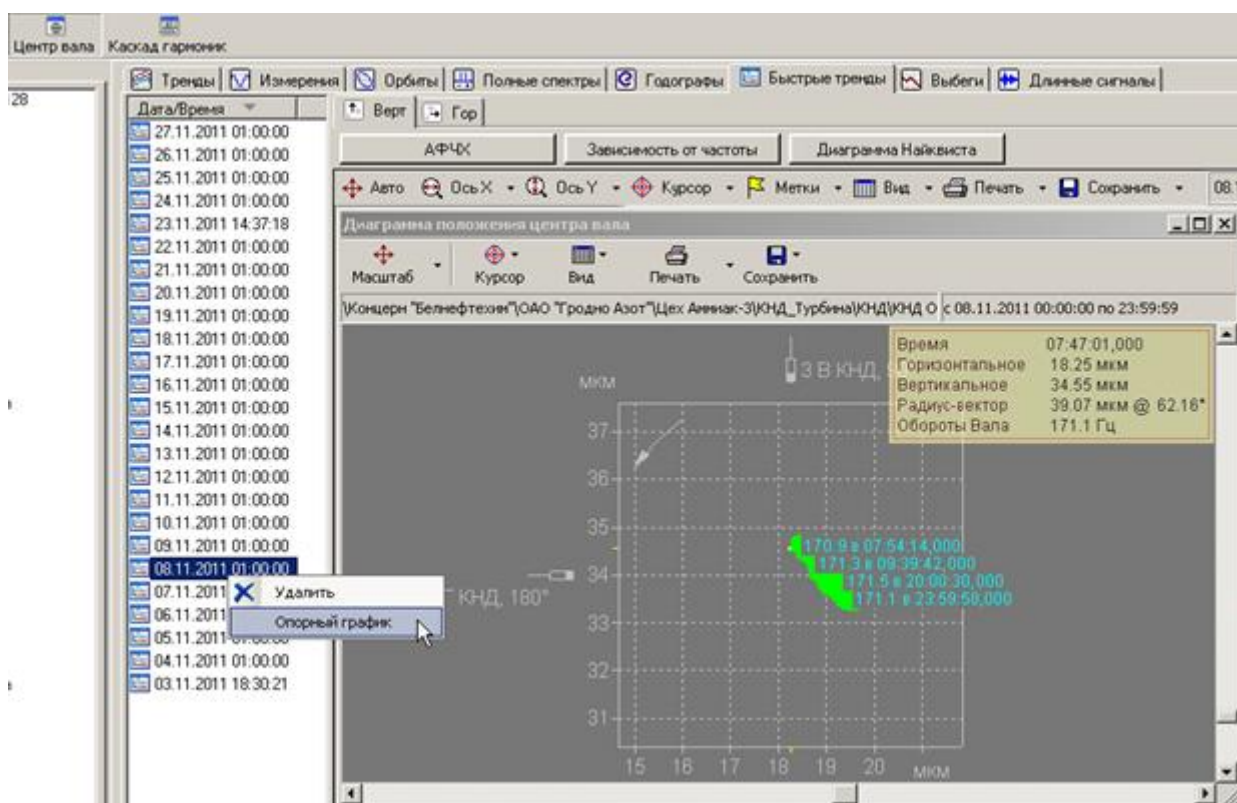 Центр вала Каскад гармоник
28
Тренды Измерения Орбиты Полные спектры Годографы Быстрые тренды Выбеги Длинные сигналы
Дата/Время
27.11.2011 01:00:00
26.11.2011 01:00:00
25.11.2011 01:00:00
24.11.2011 01:00:00
23.11.2011 14:37:18
22.11.2011 01:00:00
21.11.2011 01:00:00
20.11.2011 01:00:00
19.11.2011 01:00:00
18.11.2011 01:00:00
17.11.2011 01:00:00
16.11.2011 01:00:00
15.11.2011 01:00:00
14.11.2011 01:00:00
13.11.2011 01:00:00
12.11.2011 01:00:00
11.11.2011 01:00:00
10.11.2011 01:00:00
09.11.2011 01:00:00
08.11.2011 01:00:00
07.11.2011
06.11.2011
05.11.2011 01:00:00
04.11.2011 01:00:00
03.11.2011 18:30:21
Удалить
Опорный график
Верт Гор
АФЧХ Зависимость от частоты Диаграмма Найквиста
Авто Ось X Ось Y Курсор Метки Вид Печать Сохранить 08.
Диаграмма положения центра вала
Масштаб Курсор Вид Печать Сохранить
\Концерн "Белнефтехим"\ОАО "Гродно Азот"\Цех Аммиак-3\КНД_Турбина\КНД\КНД О с 08.11.2011 00:00:00 по 23:59:59
Время 07:47:01,000
Горизонтальное 18.25 мкм
Вертикальное 34.55 мкм
Радиус-вектор 39.07 мкм @ 62.16°
Обороты Вала 171.1 Гц
3 В КНД,
мкм
37
36
35
34
33
32
31
170.9 в 07:54:14,000
171.3 в 09:39:42,000
171.5 в 20:00:30,000
171.1 в 23:59:58,000
КНД, 180°
15 16 17 18 19 20 мкм